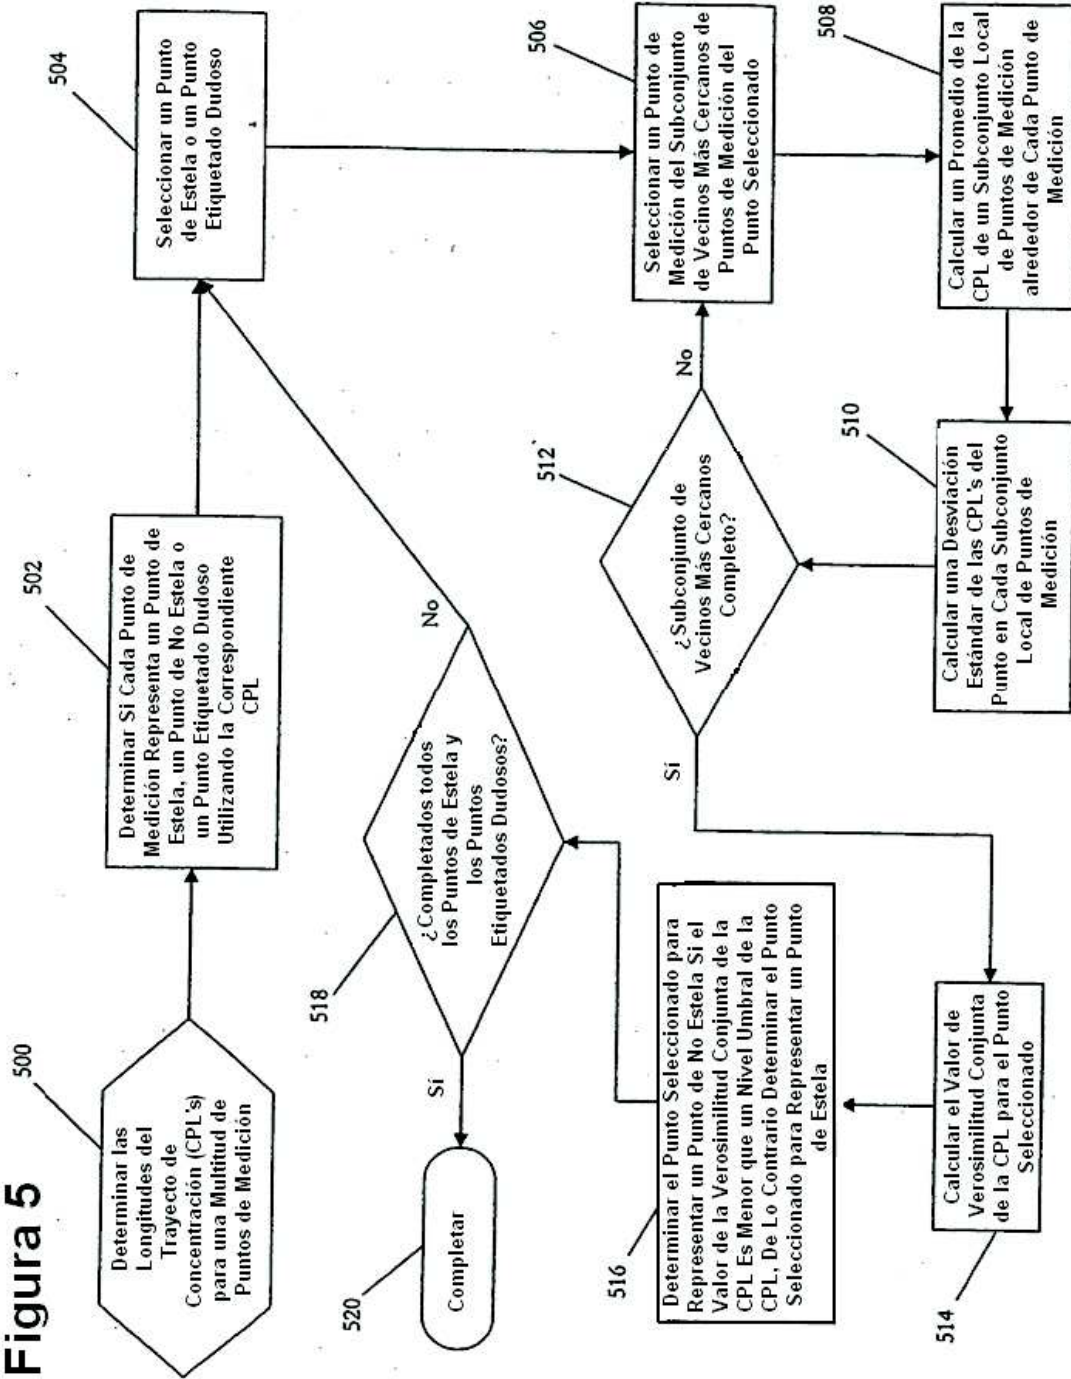 Figura 5
500
Determinar las
Longitudes del
Trayecto de
Concentración (CPL's)
para una Multitud de
Puntos de Medición
502
Determinar Si Cada Punto de
Medición Representa un Punto de
Estela, un Punto de No Estela o
un Punto Etiquetado Dudoso
Utilizando la Correspondiente
CPL
504
Seleccionar un Punto
de Estela o un Punto
Etiquetado Dudoso
506
Seleccionar un Punto de
Medición del Subconjunto
de Vecinos Más Cercanos de
Puntos de Medición del
Punto Seleccionado
508
Calcular un Promedio de la
CPL de un Subconjunto Local
de Puntos de Medición
alrededor de Cada Punto de
Medición
510
Calcular una Desviación
Estándar de las CPL's del
Punto en Cada Subconjunto
Local de Puntos de
Medición
512
¿Subconjunto de
Vecinos Más Cercanos
Completo?
No
Sí
514
Calcular el Valor de
Verosimilitud Conjunta
de la CPL para el Punto
Seleccionado
516
Determinar el Punto Seleccionado para
Representar un Punto de No Estela Si el
Valor de la Verosimilitud Conjunta de la
CPL Es Menor que un Nivel Umbral de la
CPL, De Lo Contrario Determinar el Punto
Seleccionado para Representar un Punto
de Estela
518
¿Completados todos
los Puntos de Estela y
los Puntos
Etiquetados Dudosos?
No
Sí
520
Completar